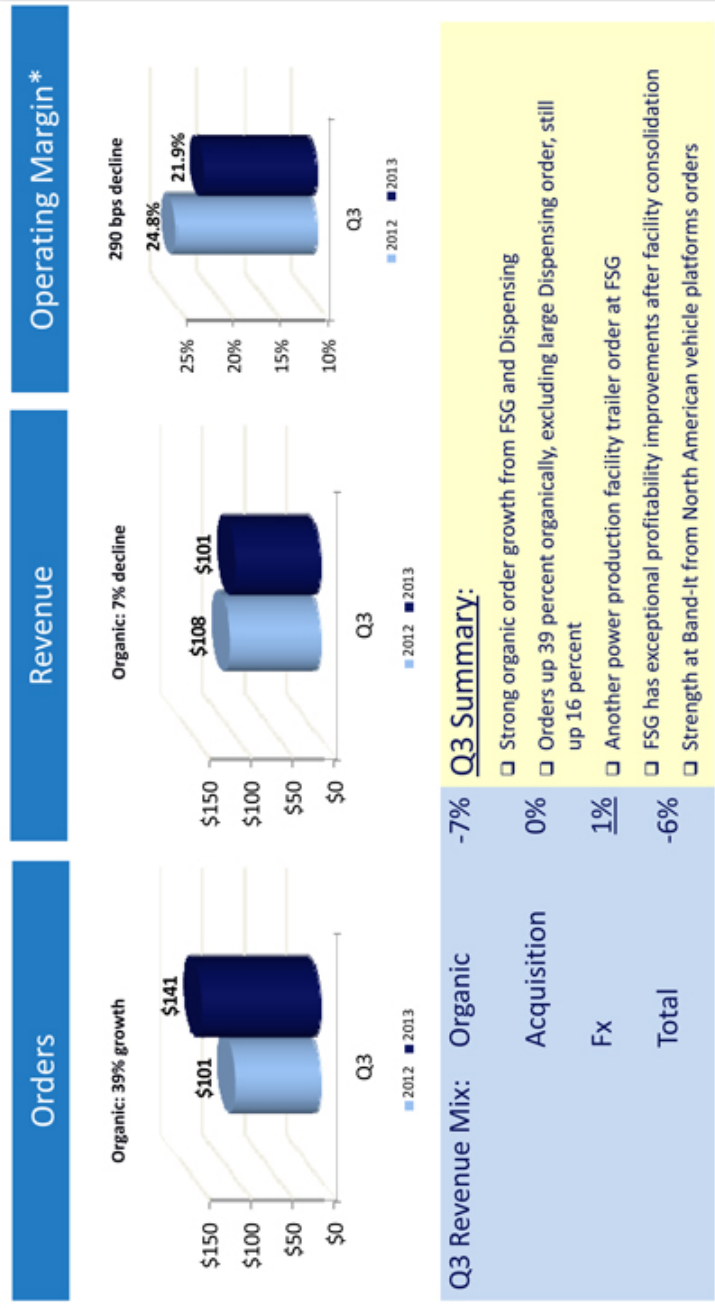 Orders
Organic: 39% growth
$150
$100
$50
$0
$101
$141
Q3
2012 2013
Revenue
Organic: 7% decline
$150
$100
$50
$0
$108
$101
Q3
2012 2013
Operating Margin*
290 bps decline
25%
20%
15%
10%
24.8%
21.9%
Q3
2012 2013
Q3 Revenue Mix: Organic -7%
Acquisition 0%
Fx 1%
Total -6%
Q3 Summary:
❑ Strong organic order growth from FSG and Dispensing
❑ Orders up 39 percent organically, excluding large Dispensing order, still
up 16 percent
❑ Another power production facility trailer order at FSG
❑ FSG has exceptional profitability improvements after facility consolidation
❑ Strength at Band-It from North American vehicle platforms orders